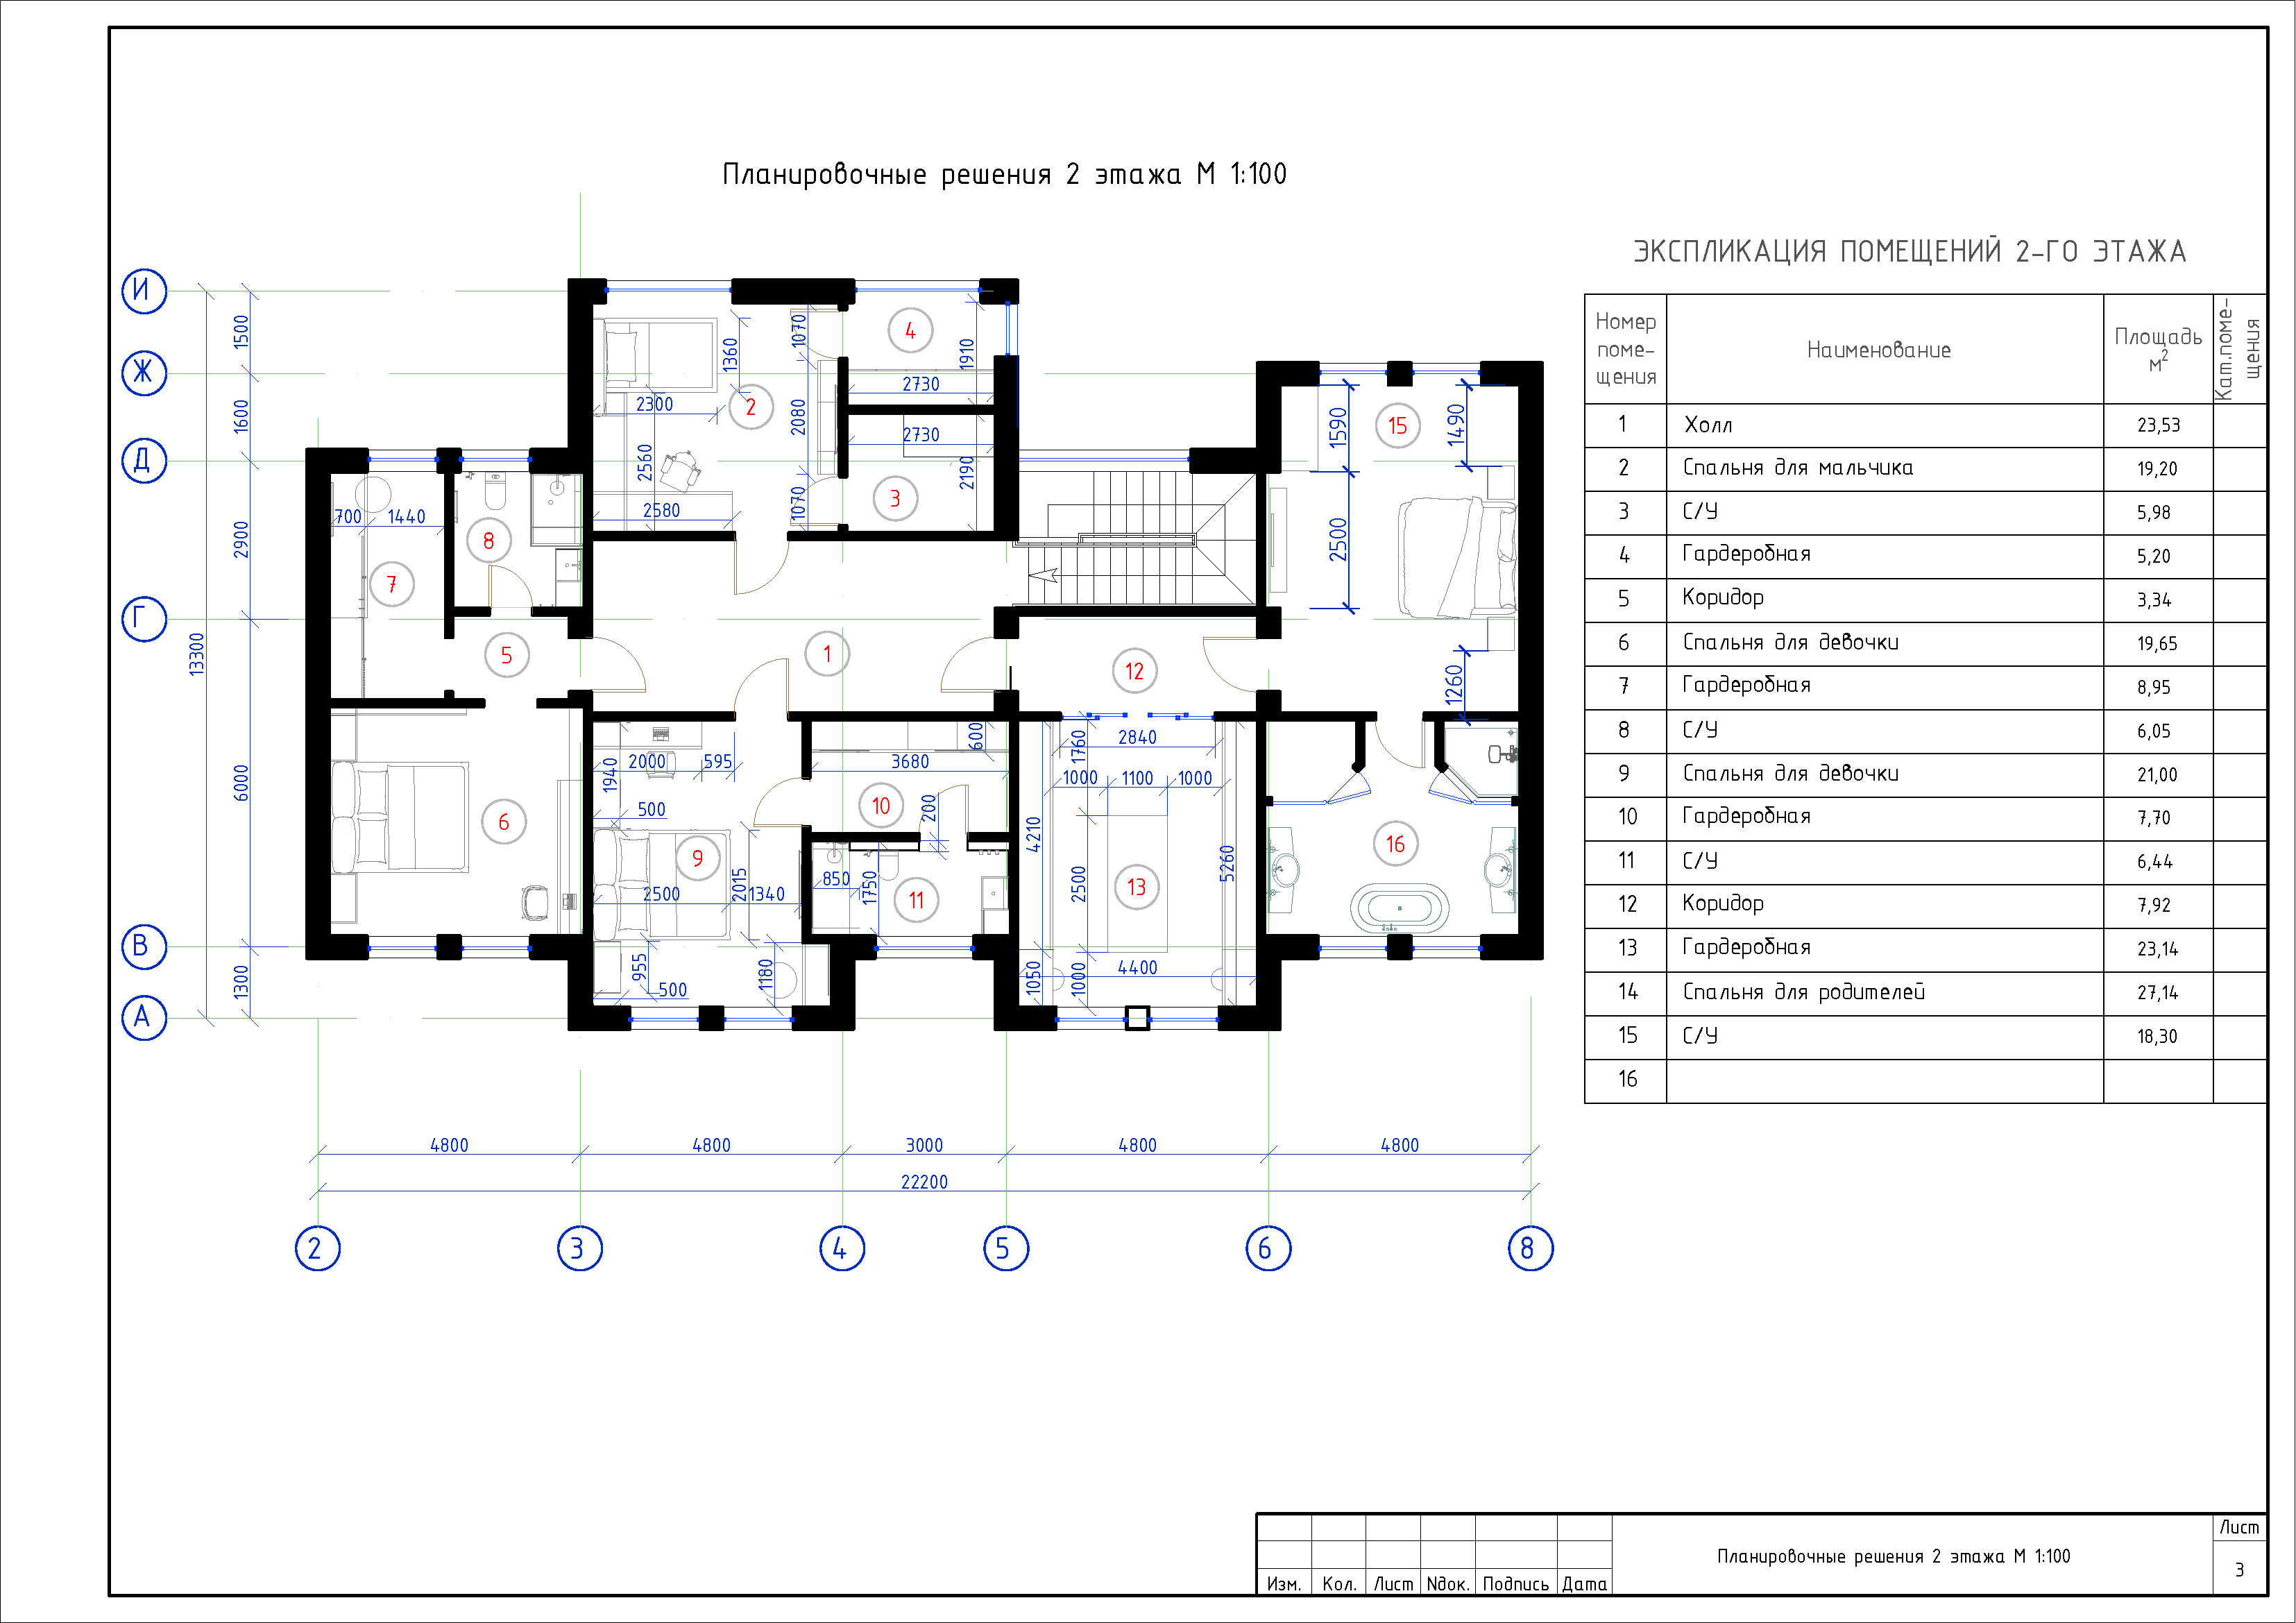 Планировочные решения 2 этажа М 1:100
ЭКСПЛИКАЦИЯ ПОМЕЩЕНИЙ 2-ГО ЭТАЖА
Номер поме-щения Наименование Площадь м2 Кат.поме-щения
1 Холл 23,53
2 Спальня для мальчика 19,20
3 С/У 5,98
4 Гардеробная 5,20
5 Коридор 3,34
6 Спальня для девочки 19,65
7 Гардеробная 8,95
8 С/У 6,05
9 Спальня для девочки 21,00
10 Гардеробная 7,70
11 С/У 6,44
12 Коридор 7,92
13 Гардеробная 23,14
14 Спальня для родителей 27,14
15 С/У 18,30
16
И
Ж
Д
Г
В
А
1500
1600
2900
6000
1300
13300
1360
1070
2300
2
2080
2560
2580
1070
4
1910
2730
2730
3
2190
700 1440
8
7
5
1
12
6
15
1590
1490
2500
1260
1940
2000 595
500
9
2500
2015
1340
955
500
1180
600
3680
10
200
850
1750
11
1760
2840
1000 1100 1000
4210
2500
13
5260
1050
1000
4400
16
4800 4800 3000 4800 4800
22200
2 3 4 5 6 8
Изм. Кол. Лист Nдок. Подпись Дата
Планировочные решения 2 этажа М 1:100
Лист
3